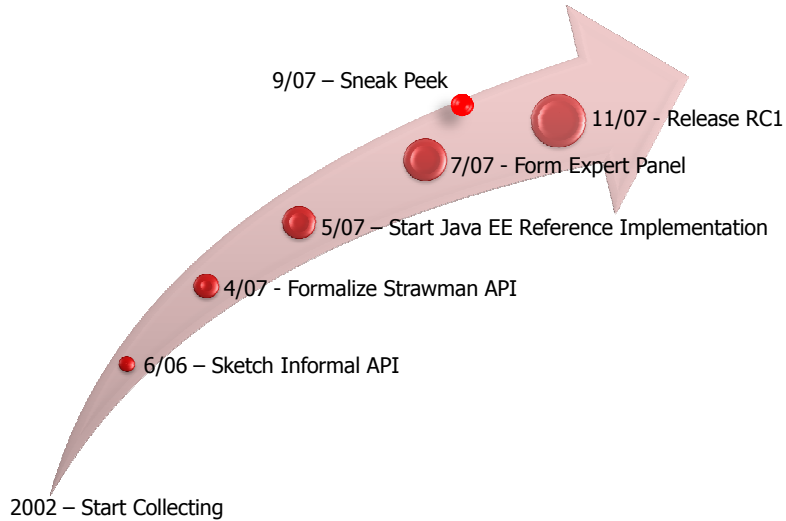 9/07 – Sneak Peek
11/07 - Release RC1
7/07 - Form Expert Panel
5/07 – Start Java EE Reference Implementation
4/07 - Formalize Strawman API
6/06 – Sketch Informal API
2002 – Start Collecting